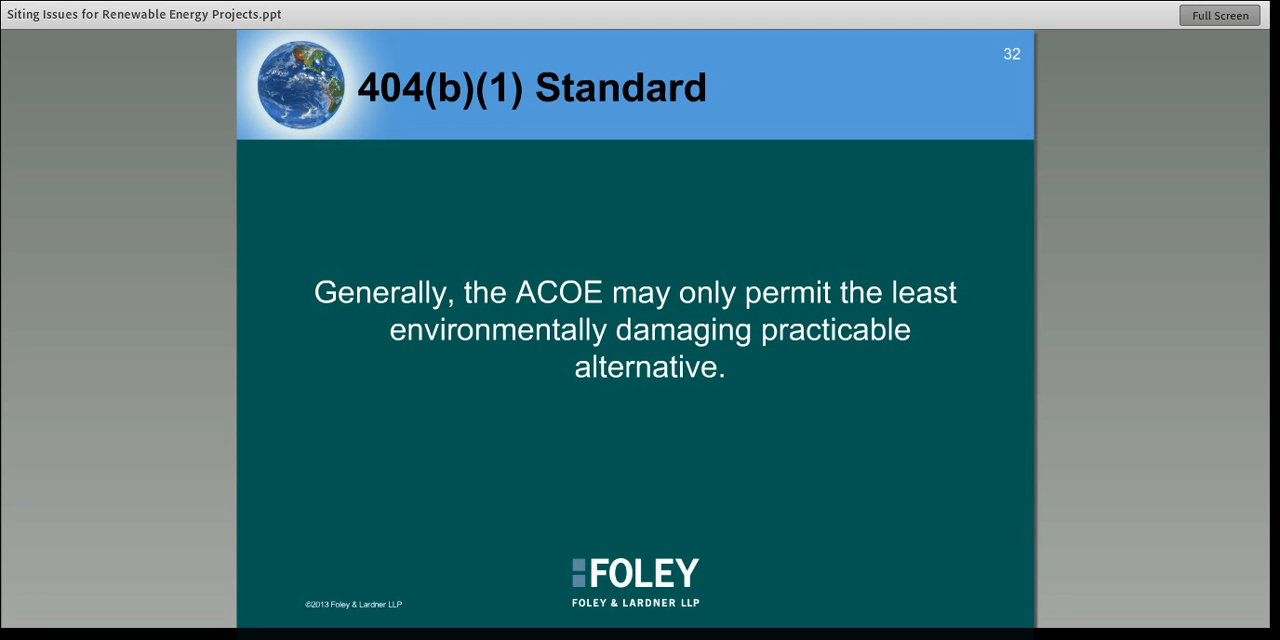 Siting Issues for Renewable Energy Projects.ppt
Full Screen
32
404(b)(1) Standard
Generally, the ACOE may only permit the least
environmentally damaging practicable
alternative.
FOLEY
FOLEY & LARDNER LLP
©2013 Foley & Lardner LLP